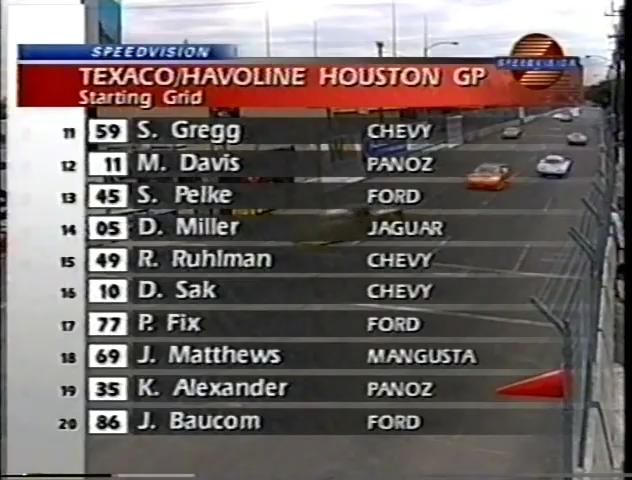 SPEEDVISION
SPEEDVISION
TEXACO/HAVOLINE HOUSTON GP
Starting Grid
11 59 S. Gregg CHEVY
12 11 M. Davis PANOZ
13 45 S. Pelke FORD
14 05 D. Miller JAGUAR
15 49 R. Ruhlman CHEVY
16 10 D. Sak CHEVY
17 77 P. Fix FORD
18 69 J. Matthews MANGUSTA
19 35 K. Alexander PANOZ
20 86 J. Baucom FORD